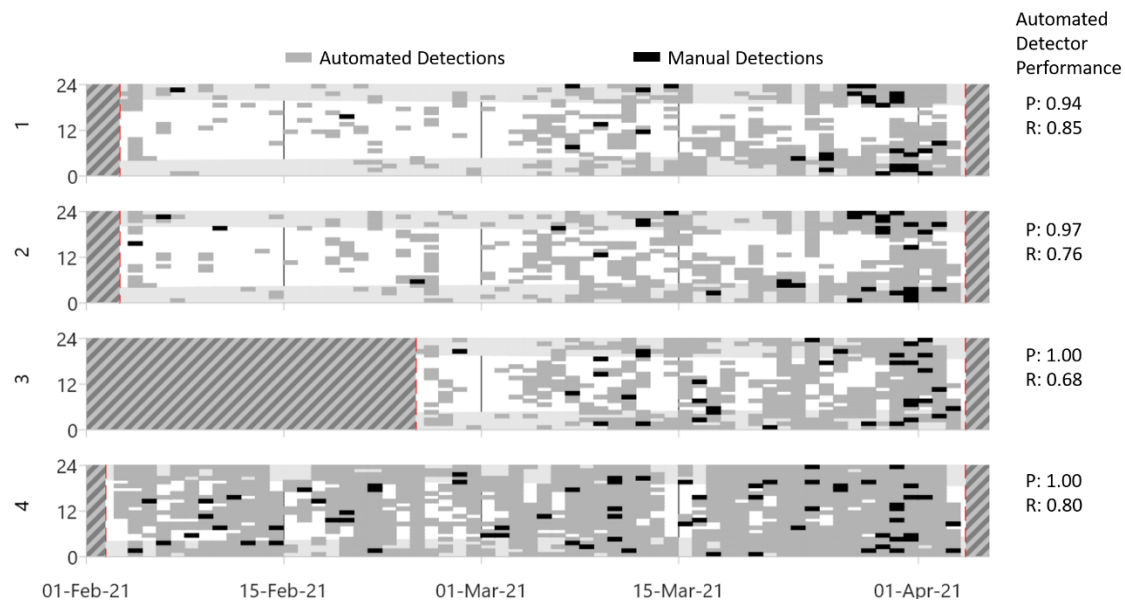 Automated
Detector
Performance
Automated Detections
Manual Detections
24
12
0
1
P: 0.94
R: 0.85
24
12
0
2
P: 0.97
R: 0.76
24
12
0
3
P: 1.00
R: 0.68
24
12
0
4
P: 1.00
R: 0.80
01-Feb-21
15-Feb-21
01-Mar-21
15-Mar-21
01-Apr-21